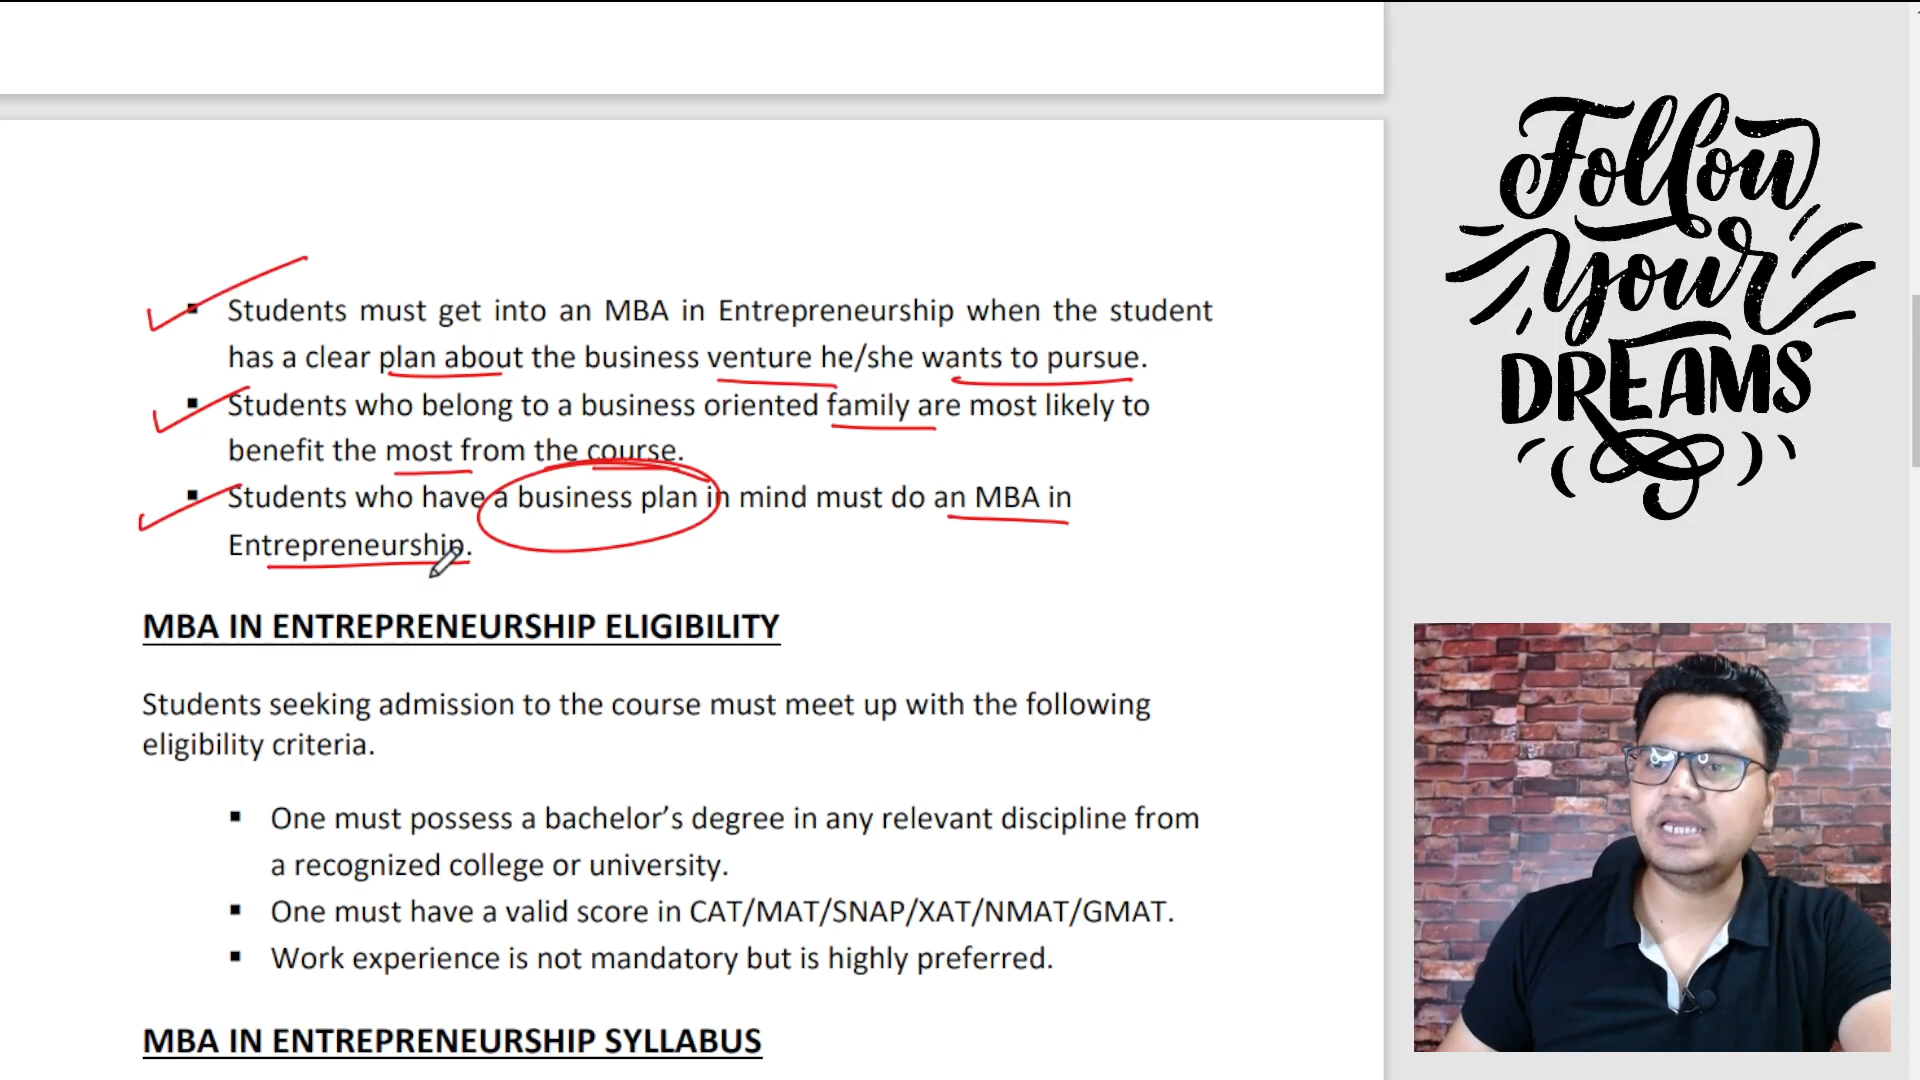 Students must get into an MBA in Entrepreneurship when the student
has a clear plan about the business venture he/she wants to pursue.
Students who belong to a business oriented family are most likely to
benefit the most from the course.
Students who have a business plan in mind must do an MBA in
Entrepreneurship.
MBA IN ENTREPRENEURSHIP ELIGIBILITY
Students seeking admission to the course must meet up with the following
eligibility criteria.
One must possess a bachelor’s degree in any relevant discipline from
a recognized college or university.
One must have a valid score in CAT/MAT/SNAP/XAT/NMAT/GMAT.
Work experience is not mandatory but is highly preferred.
MBA IN ENTREPRENEURSHIP SYLLABUS
Follow
Your
DREAMS